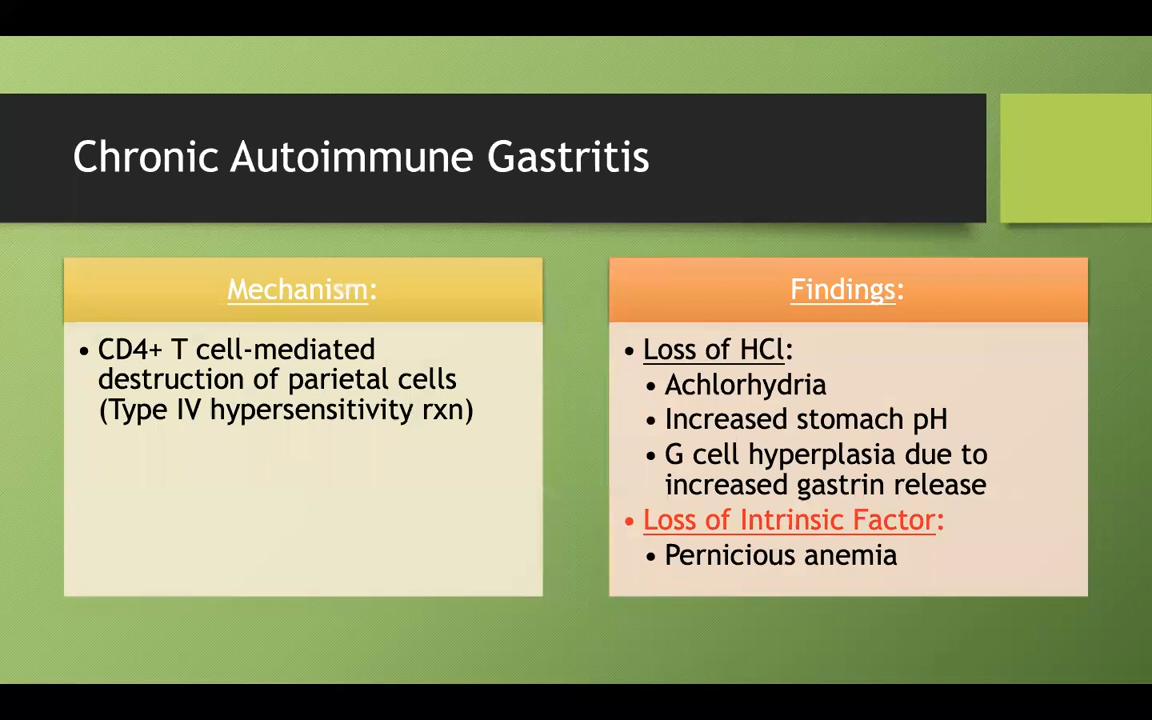 Chronic Autoimmune Gastritis
Mechanism:
• CD4+ T cell-mediated
destruction of parietal cells
(Type IV hypersensitivity rxn)
Findings:
• Loss of HCl:
• Achlorhydria
• Increased stomach pH
• G cell hyperplasia due to
increased gastrin release
• Loss of Intrinsic Factor:
• Pernicious anemia